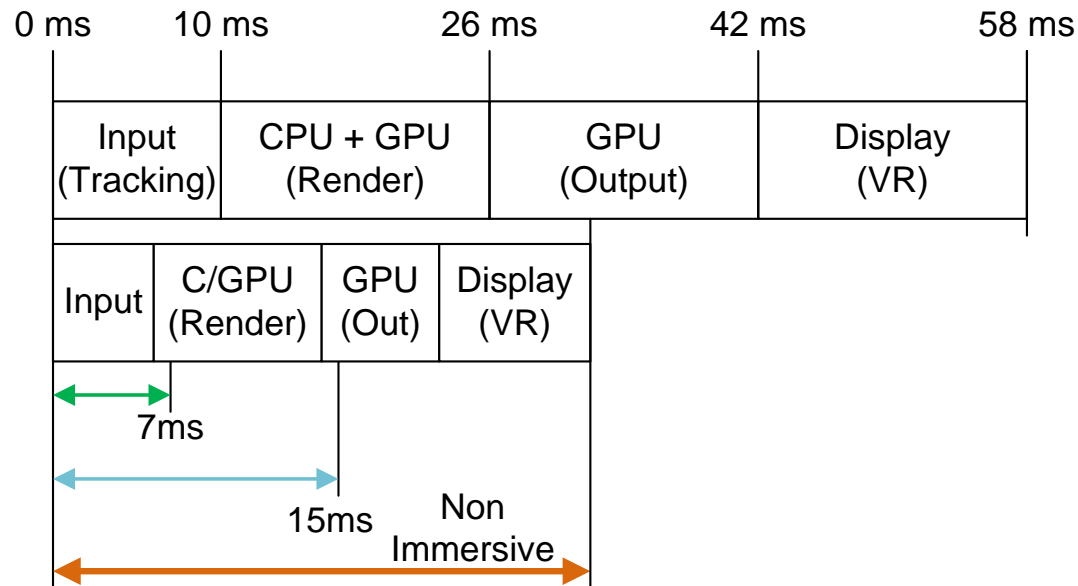 0 ms 10 ms 26 ms 42 ms 58 ms
Input CPU + GPU GPU Display
(Tracking) (Render) (Output) (VR)
Input C/GPU GPU Display
(Render) (Out) (VR)
7ms
15ms Non
Immersive